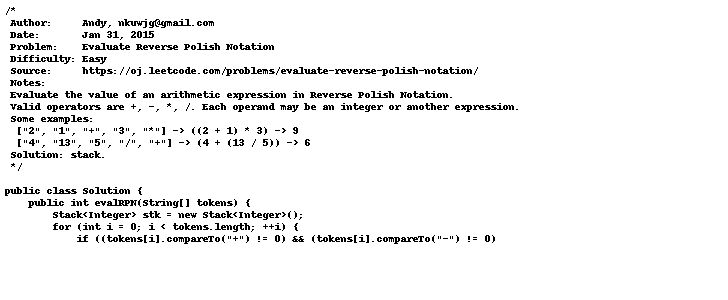 /*
 Author:     Andy, nkuwjg@gmail.com
 Date:       Jan 31, 2015
 Problem:    Evaluate Reverse Polish Notation
 Difficulty: Easy
 Source:     https://oj.leetcode.com/problems/evaluate-reverse-polish-notation/
 Notes:
 Evaluate the value of an arithmetic expression in Reverse Polish Notation.
 Valid operators are +, -, *, /. Each operand may be an integer or another expression.
 Some examples:
  ["2", "1", "+", "3", "*"] -> ((2 + 1) * 3) -> 9
  ["4", "13", "5", "/", "+"] -> (4 + (13 / 5)) -> 6
 Solution: stack.
 */

public class Solution {
    public int evalRPN(String[] tokens) {
        Stack<Integer> stk = new Stack<Integer>();
        for (int i = 0; i < tokens.length; ++i) {
            if ((tokens[i].compareTo("+") != 0) && (tokens[i].compareTo("-") != 0)